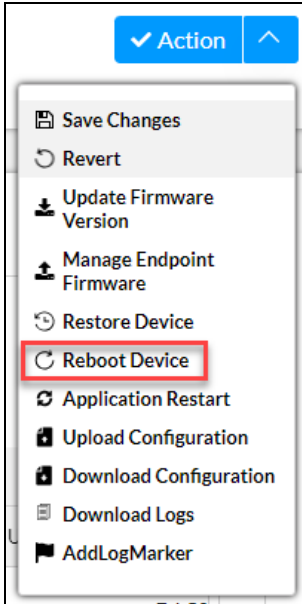 Action
Save Changes
Revert
Update Firmware
Version
Manage Endpoint
Firmware
Restore Device
Reboot Device
Application Restart
Upload Configuration
Download Configuration
Download Logs
AddLogMarker